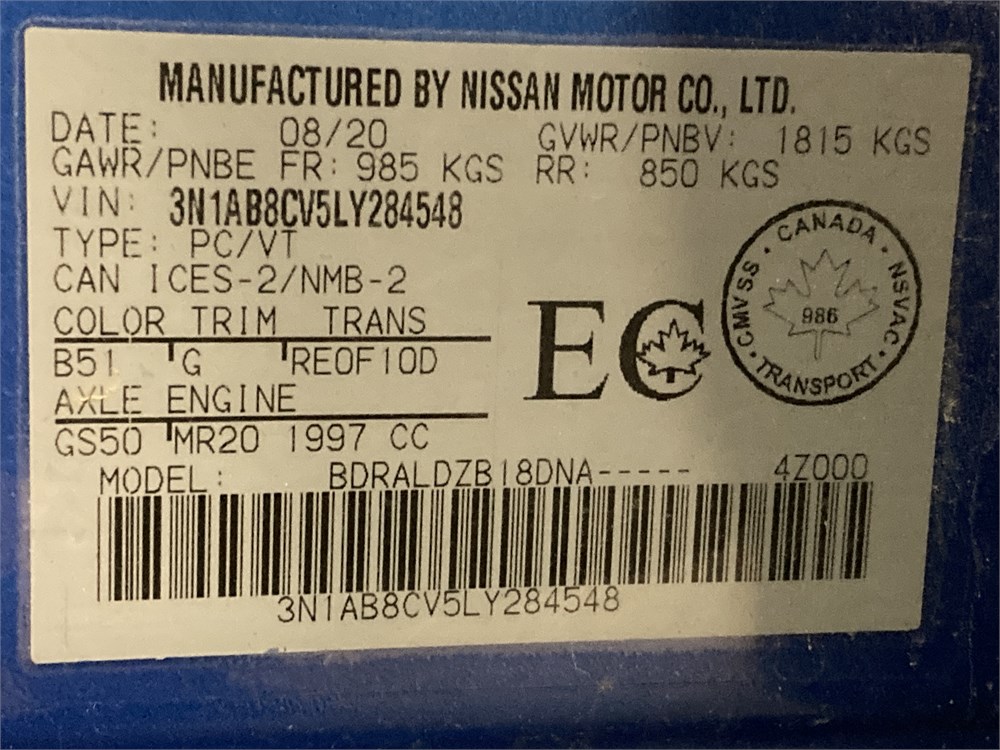 MANUFACTURED BY NISSAN MOTOR CO., LTD.
DATE: 08/20 GVWR/PNBV: 1815 KGS
GAWR/PNBE FR: 985 KGS RR: 850 KGS
VIN: 3N1AB8CV5LY284548
TYPE: PC/VT
CAN ICES-2/NMB-2
COLOR TRIM TRANS
B51 G RE0F10D
AXLE ENGINE
GS50 MR20 1997 CC
EC
CANADA
CMVSS
NSVAC
986
TRANSPORT
MODEL: BDRALDZB18DNA----- 4Z000
3N1AB8CV5LY284548